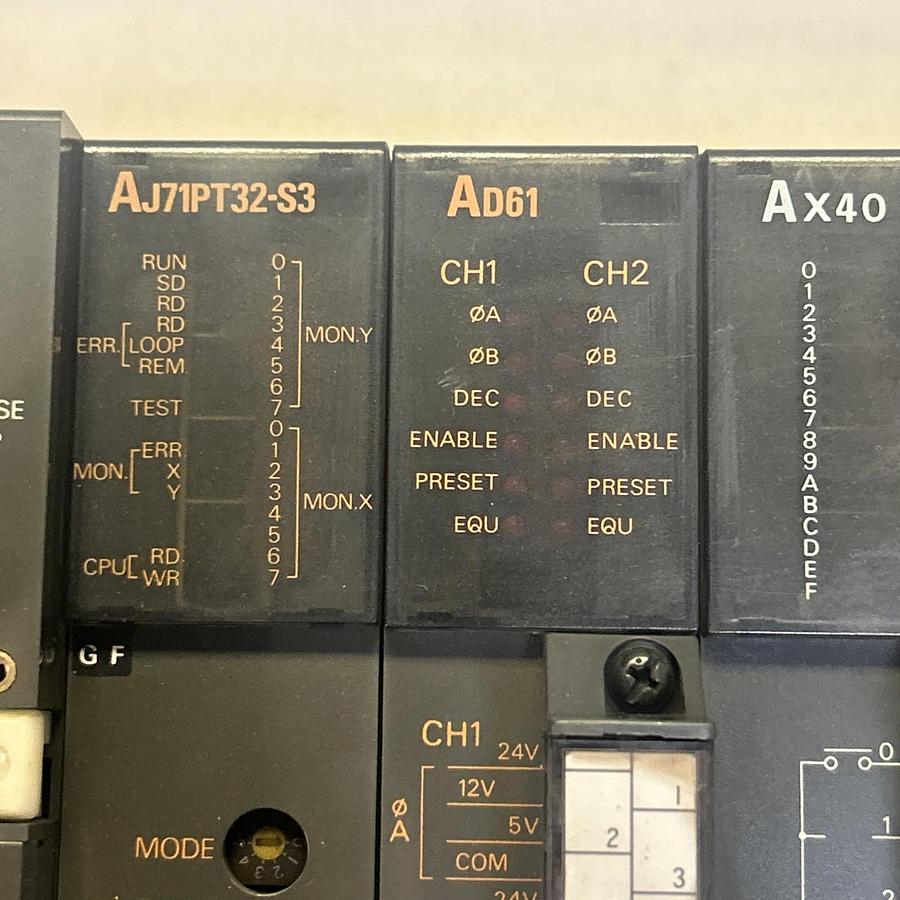 SE
AJ71PT32-S3
RUN 0
SD 1
RD 2
RD 3 MON.Y
ERR. LOOP 4
REM. 5
6
TEST 7
0
ERR. 1
MON. X 2
Y 3 MON.X
4
5
CPU RD 6
WR 7
G F
MODE
AD61
CH1 CH2
ØA ØA
ØB ØB
DEC DEC
ENABLE ENABLE
PRESET PRESET
EQU EQU
CH1
24V
12V
ØA
5V
COM
24V
1
2
3
AX40
0
1
2
3
4
5
6
7
8
9
A
B
C
D
E
F
0
1
2